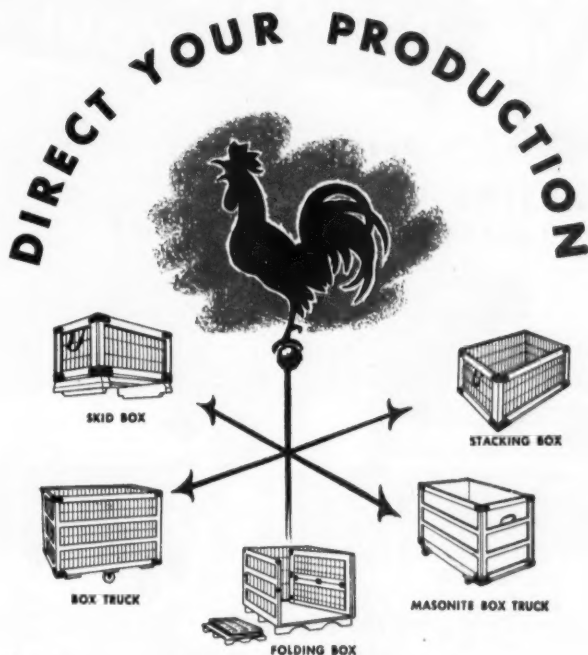 DIRECT YOUR PRODUCTION
SKID BOX
STACKING BOX
BOX TRUCK
MASONITE BOX TRUCK
FOLDING BOX